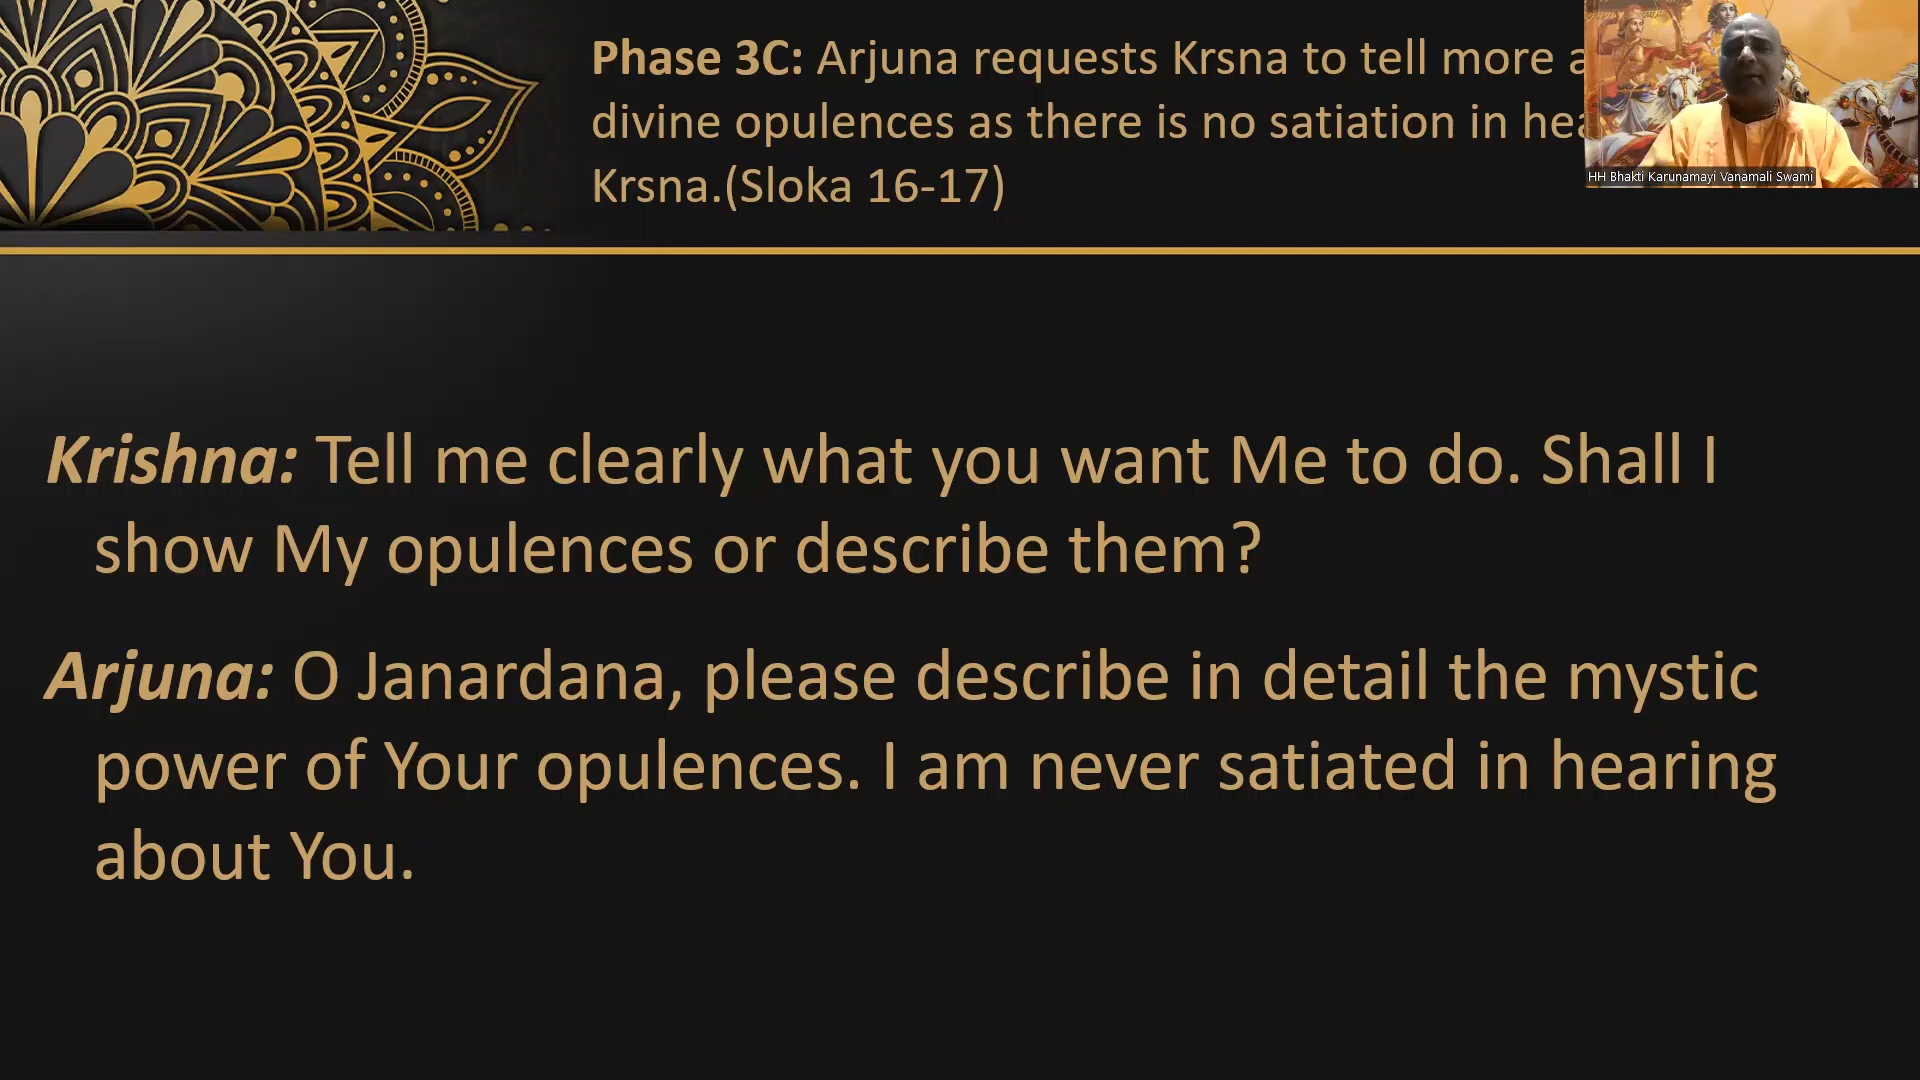 Phase 3C: Arjuna requests Krsna to tell more
divine opulences as there is no satiation in
Krsna.(Sloka 16-17)
HH Bhakti Karunamayi Vanamali Swami
Krishna: Tell me clearly what you want Me to do. Shall I
show My opulences or describe them?
Arjuna: O Janardana, please describe in detail the mystic
power of Your opulences. I am never satiated in hearing
about You.